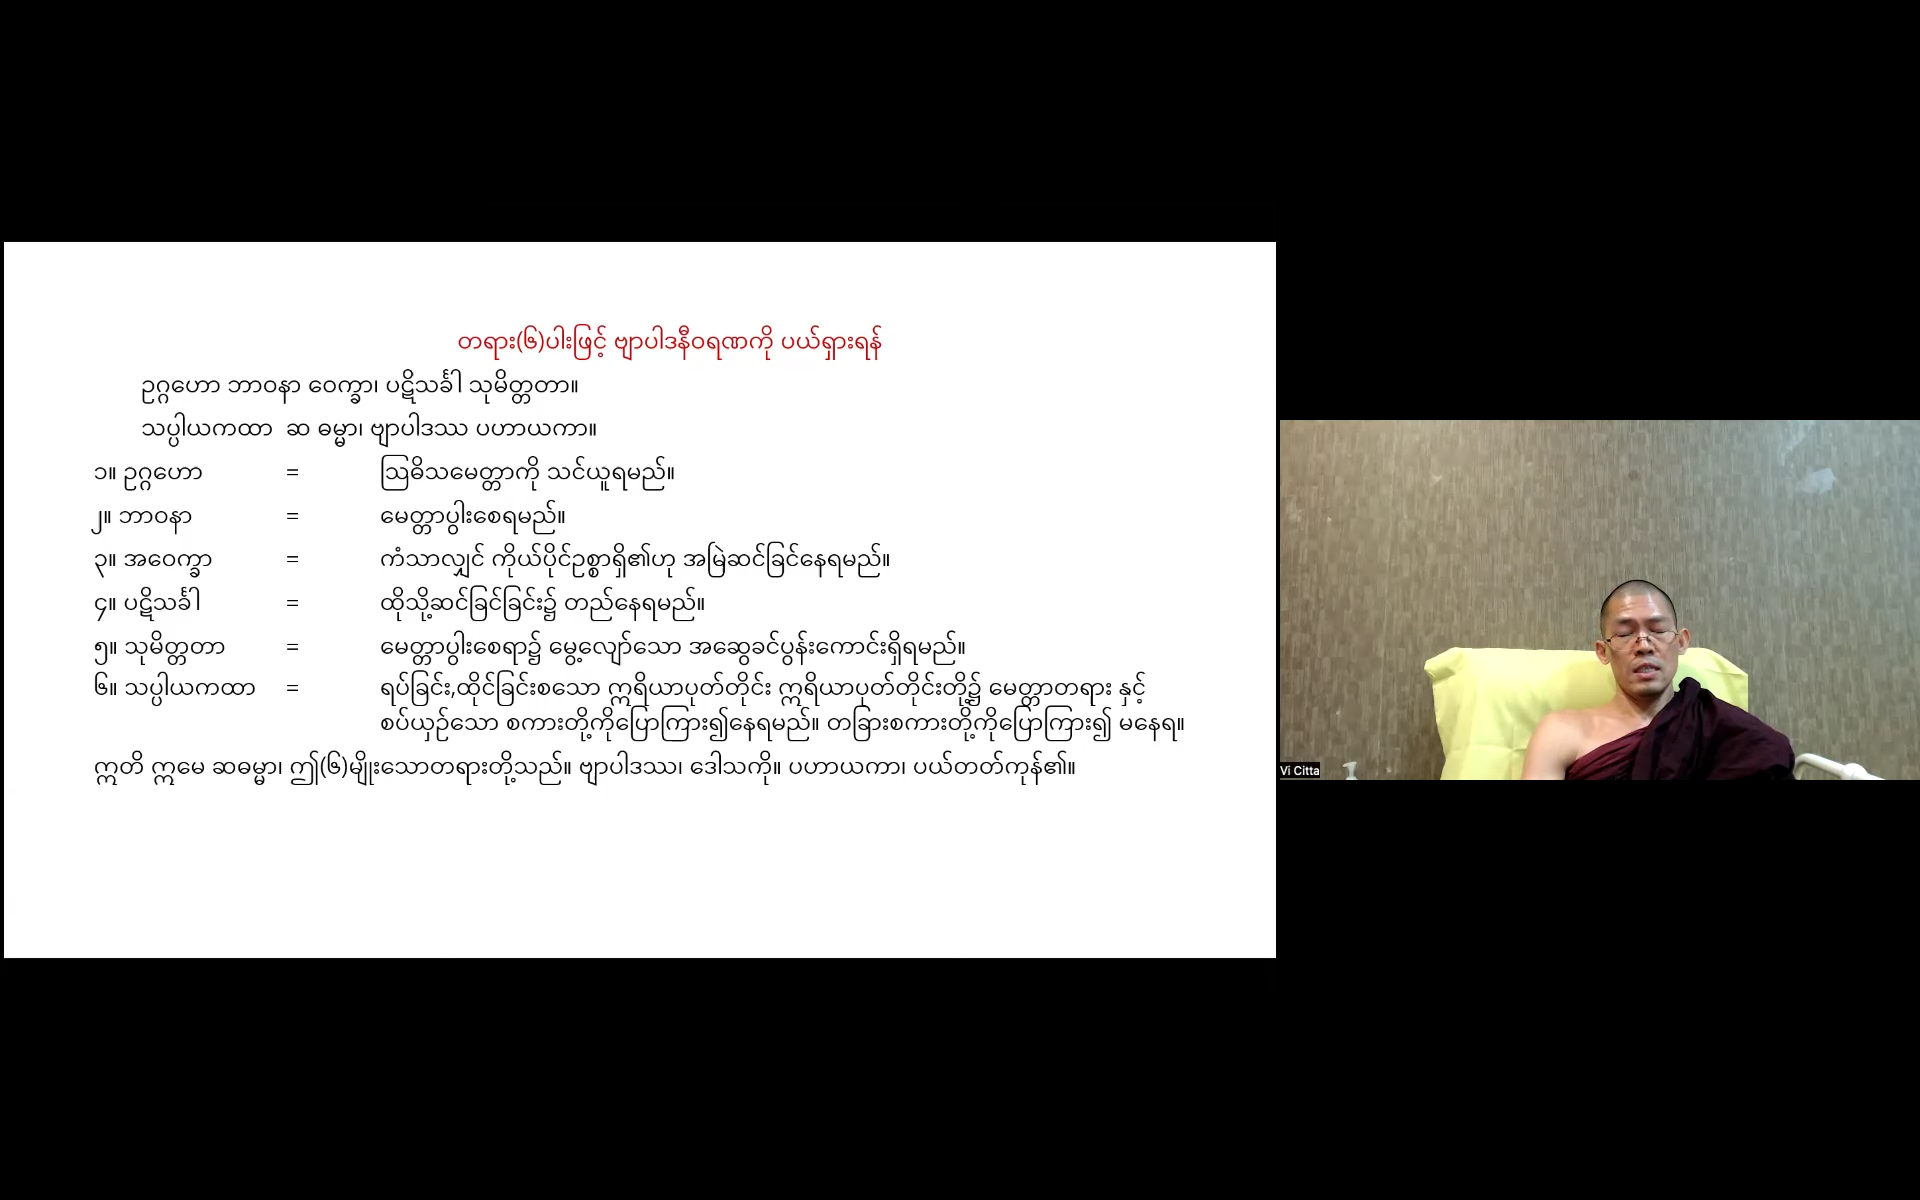 တရား(၆)ပါးဖြင့် ဗျာပါဒနီဝရဏကို ပယ်ရှားရန်
ဥဂ္ဂဟော ဘာဝနာ ဝေက္ခာ၊ ပဋိသင်္ခါ သုမိတ္တတာ။
သပ္ပါယကထာ ဆ ဓမ္မာ၊ ဗျာပါဒဿ ပဟာယကာ။
၁။ ဥဂ္ဂဟော = ဩဓိသမေတ္တာကို သင်ယူရမည်။
၂။ ဘာဝနာ = မေတ္တာပွါးစေရမည်။
၃။ အဝေက္ခာ = ကံသာလျှင် ကိုယ်ပိုင်ဥစ္စာရှိ၏ဟု အမြဲဆင်ခြင်နေရမည်။
၄။ ပဋိသင်္ခါ = ထိုသို့ဆင်ခြင်ခြင်း၌ တည်နေရမည်။
၅။ သုမိတ္တတာ = မေတ္တာပွါးစေရာ၌ မွေ့လျော်သော အဆွေခင်ပွန်းကောင်းရှိရမည်။
၆။ သပ္ပါယကထာ = ရပ်ခြင်း,ထိုင်ခြင်းစသော ဣရိယာပုတ်တိုင်း ဣရိယာပုတ်တိုင်းတို့၌ မေတ္တာတရား နှင့်
စပ်ယှဉ်သော စကားတို့ကိုပြောကြား၍နေရမည်။ တခြားစကားတို့ကိုပြောကြား၍ မနေရ။
ဣတိ ဣမေ ဆဓမ္မာ၊ ဤ(၆)မျိုးသောတရားတို့သည်။ ဗျာပါဒဿ၊ ဒေါသကို။ ပဟာယကာ၊ ပယ်တတ်ကုန်၏။
Vi Citta